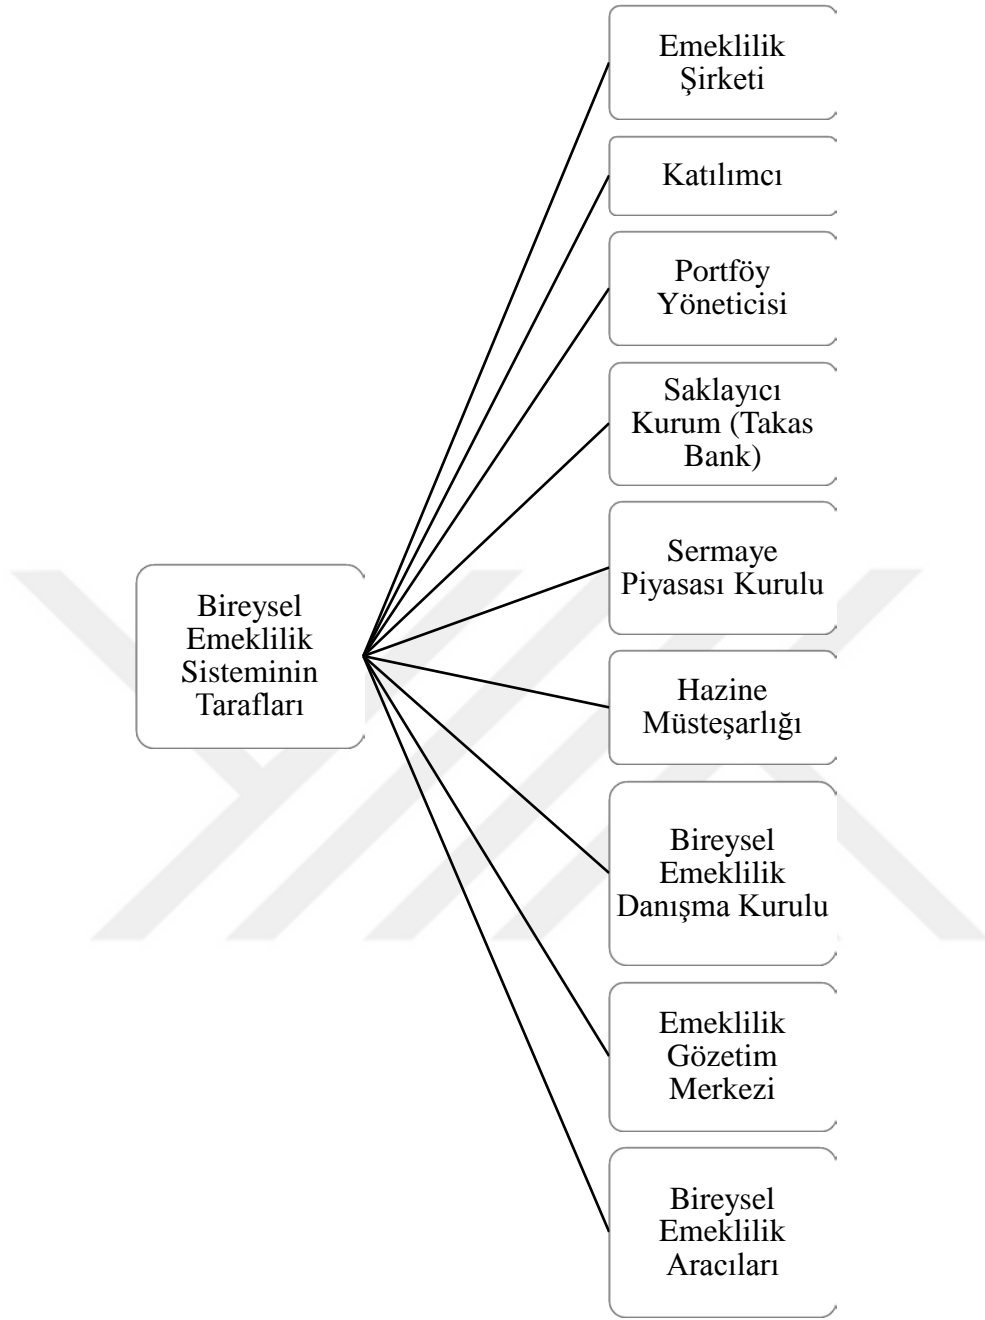 Emeklilik
Şirketi
Katılımcı
Portföy
Yöneticisi
Saklayıcı
Kurum (Takas
Bank)
Sermaye
Piyasası Kurulu
Bireysel
Emeklilik
Sisteminin
Tarafları
Hazine
Müsteşarlığı
Bireysel
Emeklilik
Danışma Kurulu
Emeklilik
Gözetim
Merkezi
Bireysel
Emeklilik
Aracıları